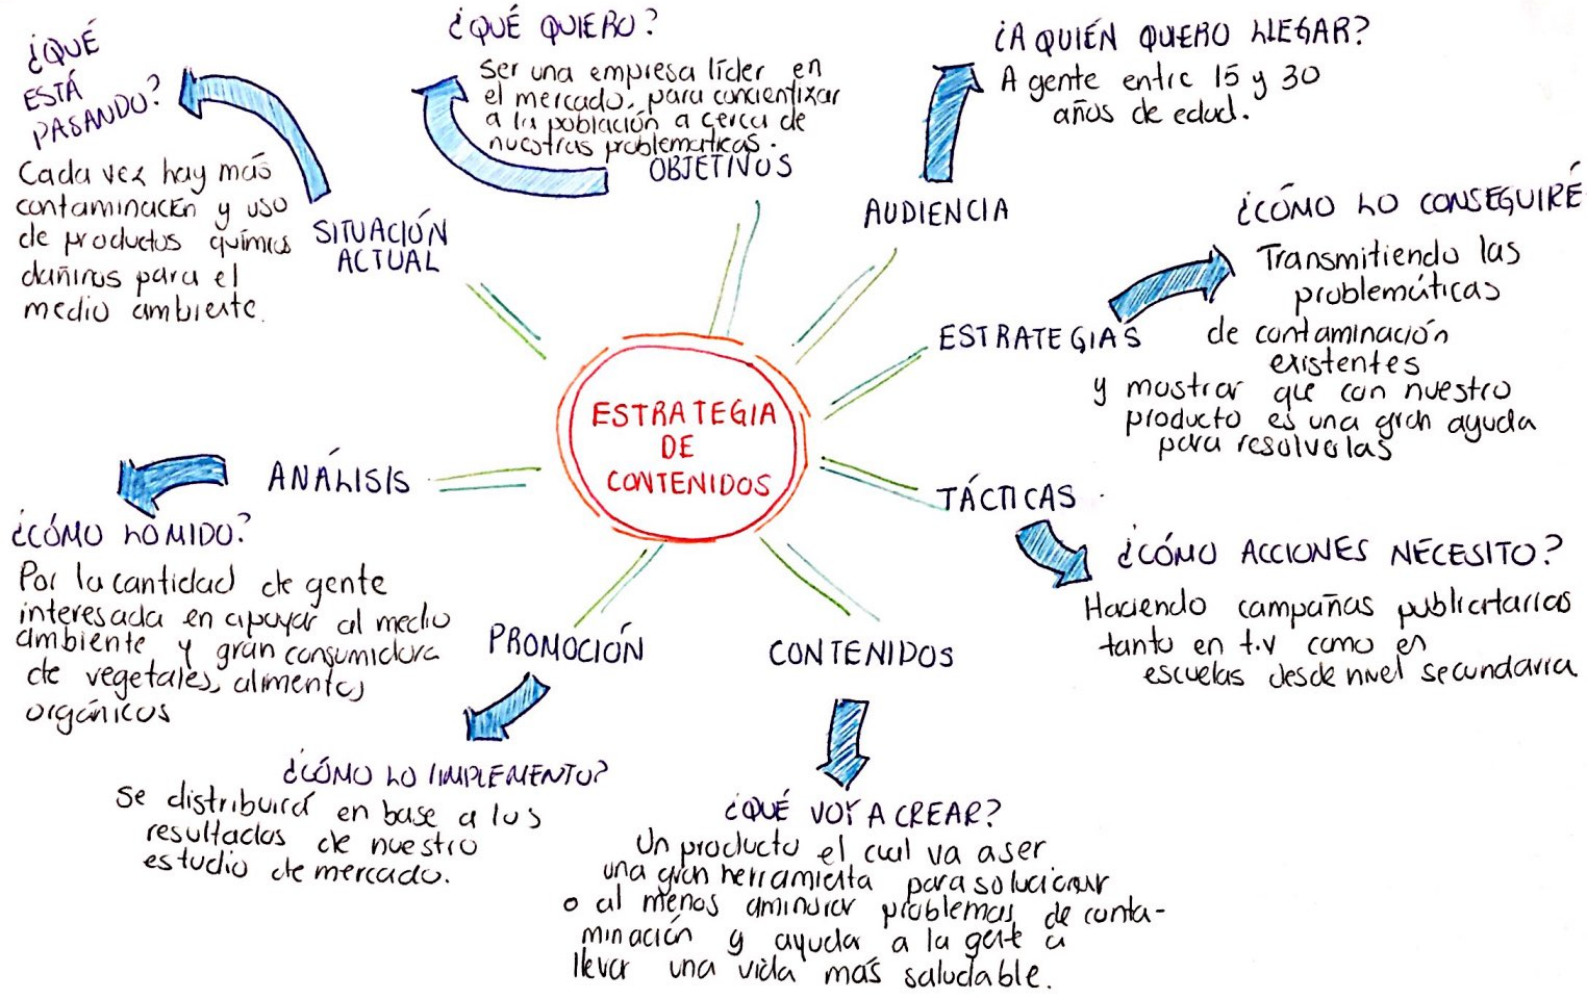 ¿QUÉ
ESTÁ
PASANDO?
Cada vez hay más
contaminación y uso
de productos químicos
dañinos para el
medio ambiente.
SITUACIÓN
ACTUAL
¿QUÉ QUIERO?
ser una empresa líder en
el mercado, para concientizar
a la población a cerca de
nuestras problematicas.
OBJETIVOS
¿A QUIÉN QUIERO LLEGAR?
A gente entre 15 y 30
años de edad.
AUDIENCIA
¿CÓMO LO CONSEGUIRÉ
Transmitiendo las
problemáticas
de contaminación
existentes
y mostrar que con nuestro
producto es una gran ayuda
para resolverlas
ESTRATEGIAS
ESTRATEGIA
DE
CONTENIDOS
TÁCTICAS
¿CÓMO ACCIONES NECESITO?
Haciendo campañas publicitarias
tanto en t.v como en
escuelas desde nivel secundaria
ANÁLISIS
¿CÓMO LO MIDO?
Por la cantidad de gente
interesada en apoyar al medio
ambiente y gran consumidora
de vegetales, alimentos
orgánicos
PROMOCIÓN
¿CÓMO LO IMPLEMENTO?
se distribuirá en base a los
resultados de nuestro
estudio de mercado.
CONTENIDOS
¿QUÉ VOY A CREAR?
Un producto el cual va a ser
una gran herramienta para solucionar
o al menos aminorar problemas de conta-
minación y ayuda a la gente a
llevar una vida más saludable.